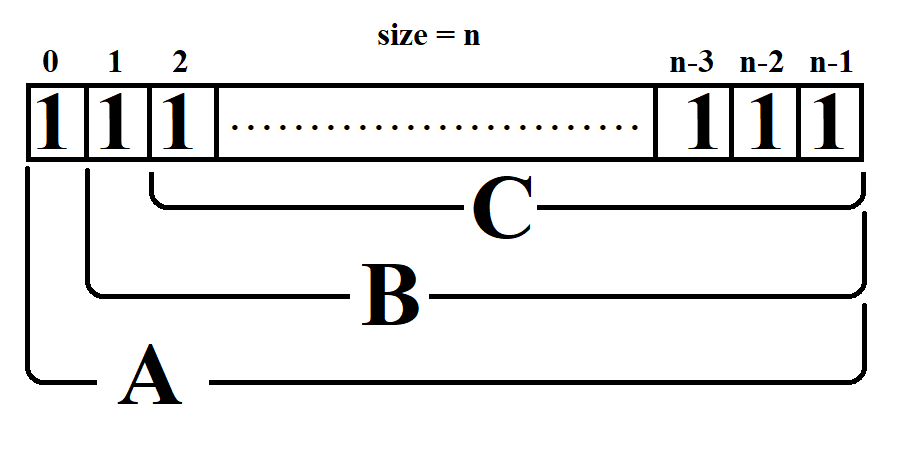 size = n
0 1 2 n-3 n-2 n-1
1 1 1 .......................... 1 1 1
C
B
A